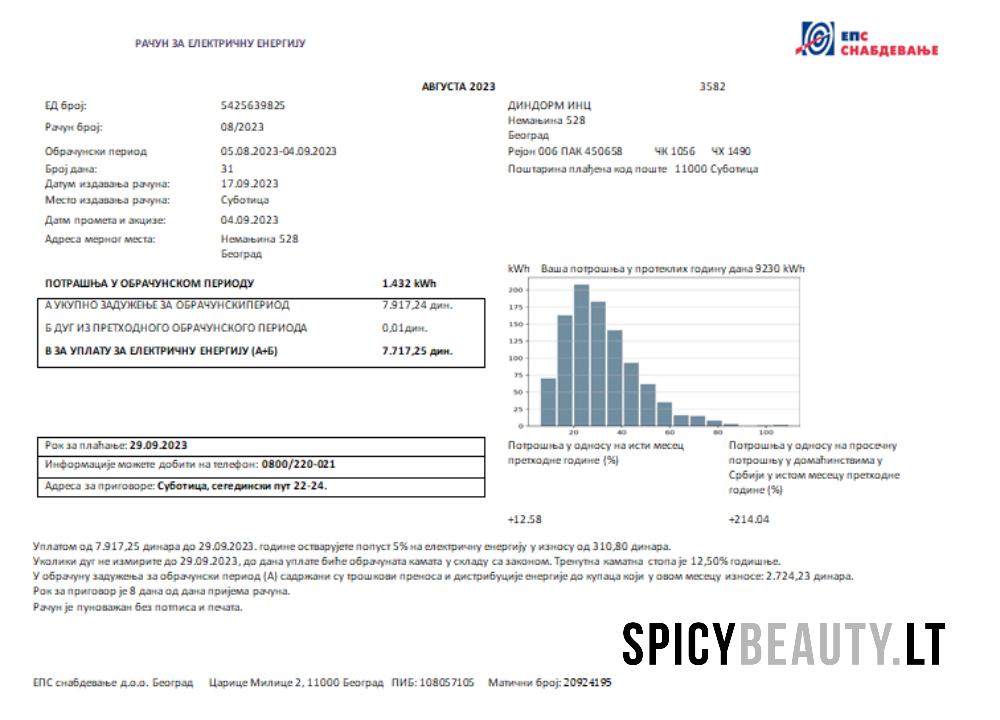 РАЧУН ЗА ЕЛЕКТРИЧНУ ЕНЕРГИЈУ
ЕПС
СНАБДЕВАЊЕ
АВГУСТА 2023
3582
ЕД број: 5425639825
Рачун број: 08/2023
Обрачунски период 05.08.2023-04.09.2023
Број дана: 31
Датум издавања рачуна: 17.09.2023
Место издавања рачуна: Суботица
Датм промета и акцизе: 04.09.2023
Адреса мерног места: Немањина 528
Београд
ДИНДОРМ ИНЦ
Немањина 528
Београд
Рејон 006 ПАК 450658 ЧК 1056 ЧХ 1490
Поштарина плаћена код поште 11000 Суботица
ПОТРАШЊА У ОБРАЧУНСКОМ ПЕРИОДУ 1.432 kWh
А УКУПНО ЗАДУЖЕЊЕ ЗА ОБРАЧУНСКИПЕРИОД 7.917,24 дин.
Б ДУГ ИЗ ПРЕТХОДНОГ ОБРАЧУНСКОГ ПЕРИОДА 0,01дин.
В ЗА УПЛАТУ ЗА ЕЛЕКТРИЧНУ ЕНЕРГИЈУ (А+Б) 7.717,25 дин.
kWh Ваша потрошња у протеклих годину дана 9230 kWh
200
175
150
125
100
75
50
25
0
20 40 60 80 100
Рок за плаћање: 29.09.2023
Информације можете добити на телефон: 0800/220-021
Адреса за приговоре: Суботица, сегедински пут 22-24.
Потрошња у односу на исти месец
претходне године (%)
+12.58
Потрошња у односу на просечну
потрошњу у домаћинствима у
Србији у истом месецу претходне
године (%)
+214.04
Уплатом од 7.917,25 динара до 29.09.2023. године остварујете попуст 5% на електричну енергију у износу од 310,80 динара.
Уколики дуг не измирите до 29.09.2023, до дана уплате биће обрачуната камата у складу са законом. Тренутна каматна стопа је 12,50% годишње.
У обрачуну задужења за обрачунски период (А) садржани су трошкови преноса и дистрибуције енергије до купаца који у овом месецу износе: 2.724,23 динара.
Рок за приговор је 8 дана од дана пријема рачуна.
Рачун је пуноважан без потписа и печата.
SPICYBEAUTY.LT
ЕПС снабдевање д.о.о. Београд Царице Милице 2, 11000 Београд ПИБ: 108057105 Матични број: 20924195